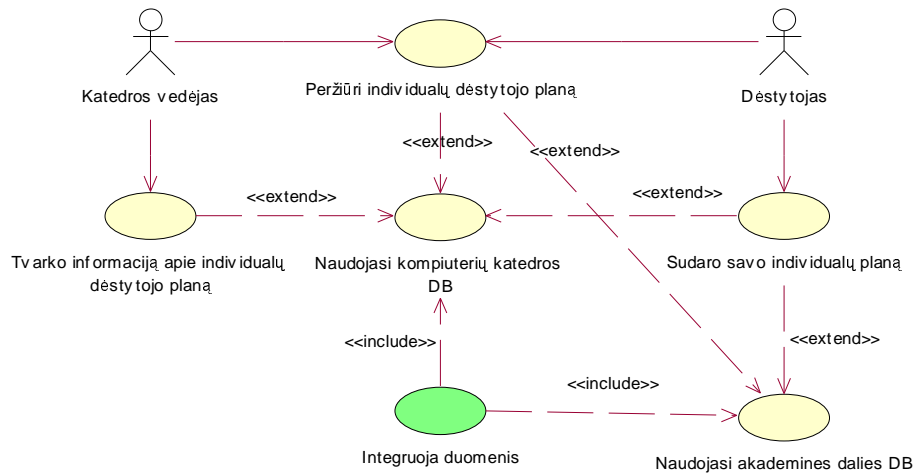 Katedros vedėjas
Peržiūri individualų dėstytojo planą
Dėstytojas
<<extend>>
<<extend>>
<<extend>>
<<extend>>
Tvarko informaciją apie individualų
dėstytojo planą
Naudojasi kompiuterių katedros
DB
Sudaro savo individualų planą
<<extend>>
<<include>>
<<include>>
Integruoja duomenis
Naudojasi akademines dalies DB